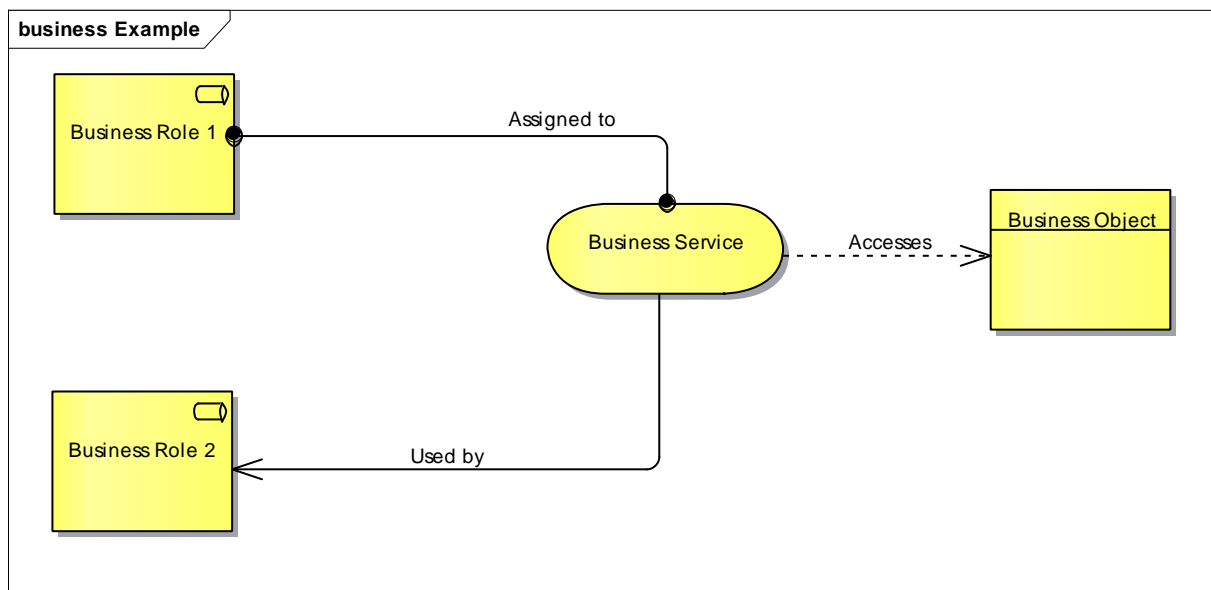 business Example
Business Role 1
Assigned to
Business Service
Accesses
Business Object
Business Role 2
Used by